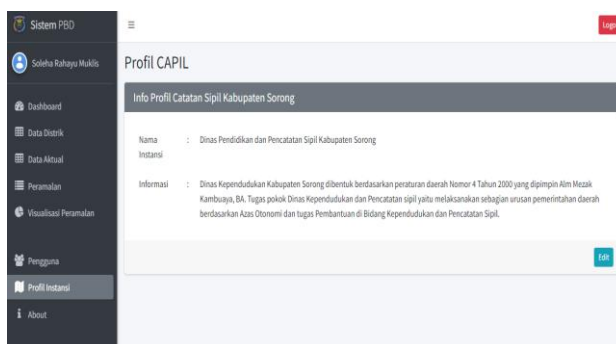 Sistem PBD
Soleha Rahayu Muklis
Dashboard
Data Distrik
Data Aktual
Peramalan
Visualisasi Peramalan
Pengguna
Profil Instansi
About
Logo
Profil CAPIL
Info Profil Catatan Sipil Kabupaten Sorong
Nama Instansi : Dinas Pendidikan dan Pencatatan Sipil Kabupaten Sorong
Informasi : Dinas Kependudukan Kabupaten Sorong dibentuk berdasarkan peraturan daerah Nomor 4 Tahun 2000 yang dipimpin Alm Mezak
Kambuaya, BA. Tugas pokok Dinas Kependudukan dan Pencatatan sipil yaitu melaksanakan sebagian urusan pemerintahan daerah
berdasarkan Azas Otonomi dan tugas Pembantuan di Bidang Kependudukan dan Pencatatan Sipil.
Edit